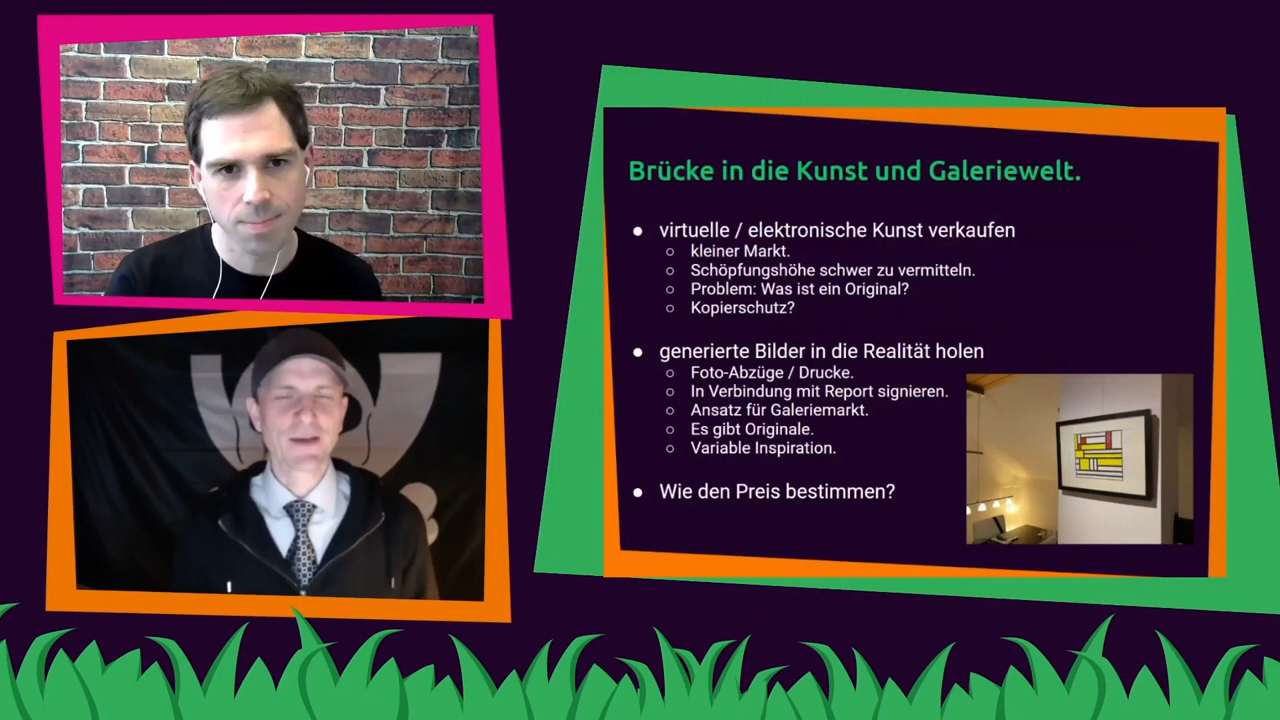 Brücke in die Kunst und Galeriewelt.
● virtuelle / elektronische Kunst verkaufen
○ kleiner Markt.
○ Schöpfungshöhe schwer zu vermitteln.
○ Problem: Was ist ein Original?
○ Kopierschutz?
● generierte Bilder in die Realität holen
○ Foto-Abzüge / Drucke.
○ In Verbindung mit Report signieren.
○ Ansatz für Galeriemarkt.
○ Es gibt Originale.
○ Variable Inspiration.
● Wie den Preis bestimmen?